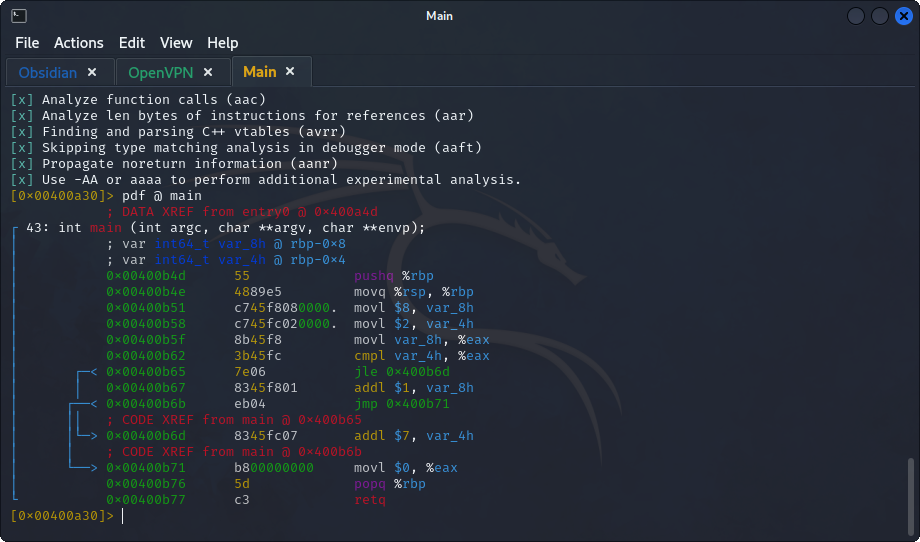 Main
File Actions Edit View Help
Obsidian × OpenVPN × Main ×
[x] Analyze function calls (aac)
[x] Analyze len bytes of instructions for references (aar)
[x] Finding and parsing C++ vtables (avrr)
[x] Skipping type matching analysis in debugger mode (aaft)
[x] Propagate noreturn information (aanr)
[x] Use -AA or aaaa to perform additional experimental analysis.
[0×00400a30]> pdf @ main
; DATA XREF from entry0 @ 0×400a4d
43: int main (int argc, char **argv, char **envp);
; var int64_t var_8h @ rbp-0×8
; var int64_t var_4h @ rbp-0×4
0×00400b4d 55 pushq %rbp
0×00400b4e 4889e5 movq %rsp, %rbp
0×00400b51 c745f8080000. movl $8, var_8h
0×00400b58 c745fc020000. movl $2, var_4h
0×00400b5f 8b45f8 movl var_8h, %eax
0×00400b62 3b45fc cmpl var_4h, %eax
< 0×00400b65 7e06 jle 0×400b6d
0×00400b67 8345f801 addl $1, var_8h
< 0×00400b6b eb04 jmp 0×400b71
; CODE XREF from main @ 0×400b65
> 0×00400b6d 8345fc07 addl $7, var_4h
; CODE XREF from main @ 0×400b6b
> 0×00400b71 b800000000 movl $0, %eax
0×00400b76 5d popq %rbp
0×00400b77 c3 retq
[0×00400a30]>